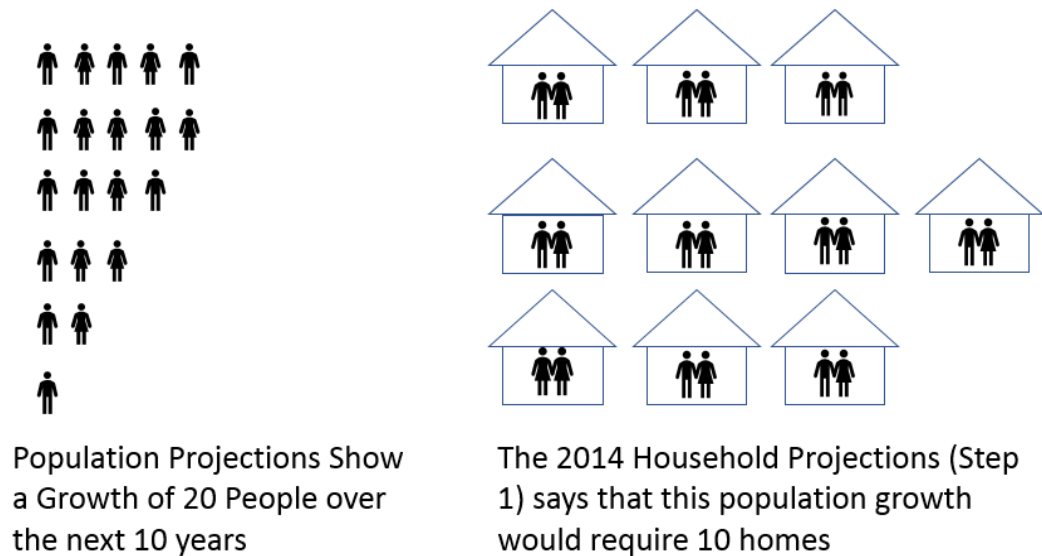 Population Projections Show
a Growth of 20 People over
the next 10 years
The 2014 Household Projections (Step
1) says that this population growth
would require 10 homes